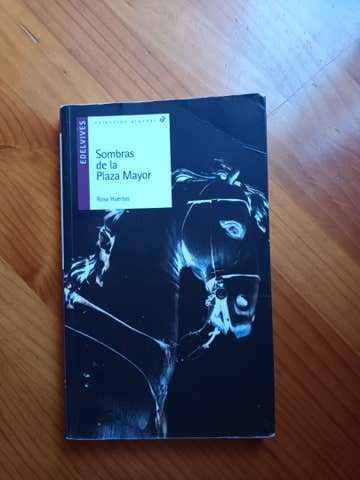 EDELVIVES
colección alandar
Sombras
de la
Plaza Mayor
Rosa Huertas